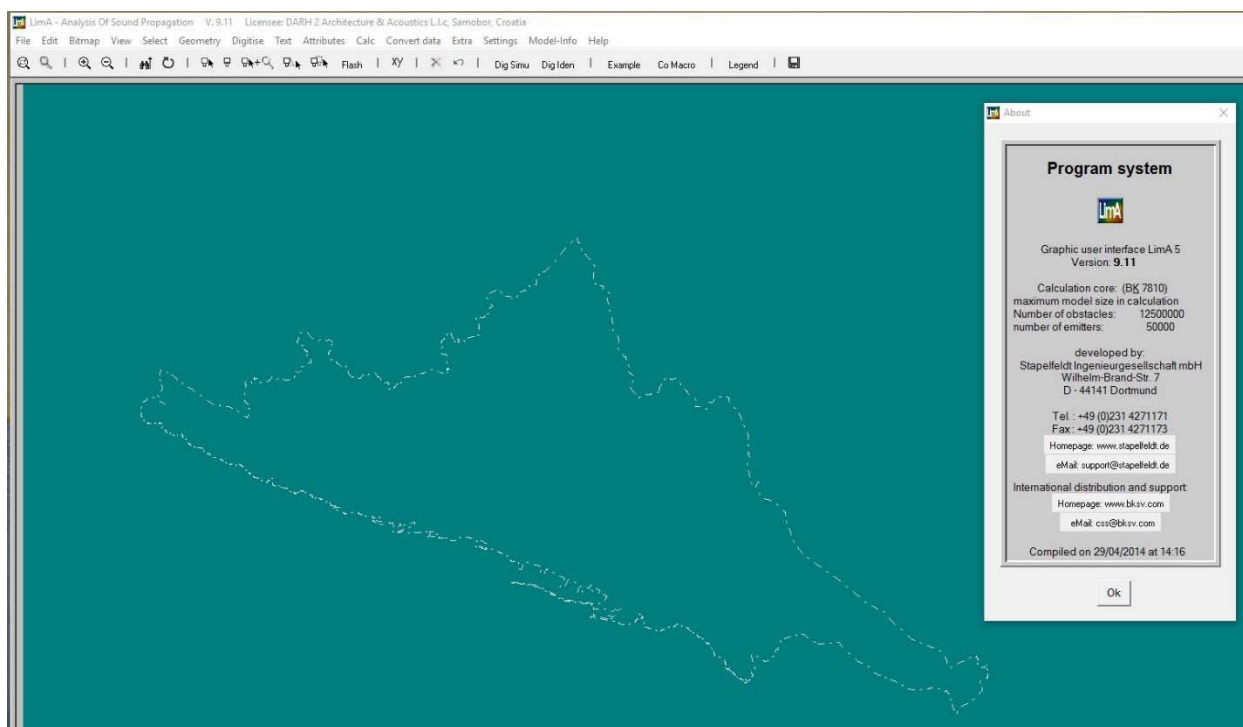 LimA - Analysis Of Sound Propagation V. 9.11 Licensee: DARH 2 Architecture & Acoustics L.l.c, Samobor, Croatia
File Edit Bitmap View Select Geometry Digitise Text Attributes Calc Convert data Extra Settings Model-Info Help
Flash XY Dig Simu Dig Iden Example Co Macro Legend
About
Program system
LimA
Graphic user interface LimA 5
Version: 9.11
Calculation core: (BK 7810)
maximum model size in calculation
Number of obstacles: 12500000
number of emitters: 50000
developed by:
Stapelfeldt Ingenieurgesellschaft mbH
Wilhelm-Brand-Str. 7
D - 44141 Dortmund
Tel. : +49 (0)231 4271171
Fax : +49 (0)231 4271173
Homepage: www.stapelfeldt.de
eMail: support@stapelfeldt.de
International distribution and support:
Homepage: www.bksv.com
eMail: css@bksv.com
Compiled on 29/04/2014 at 14:16
Ok